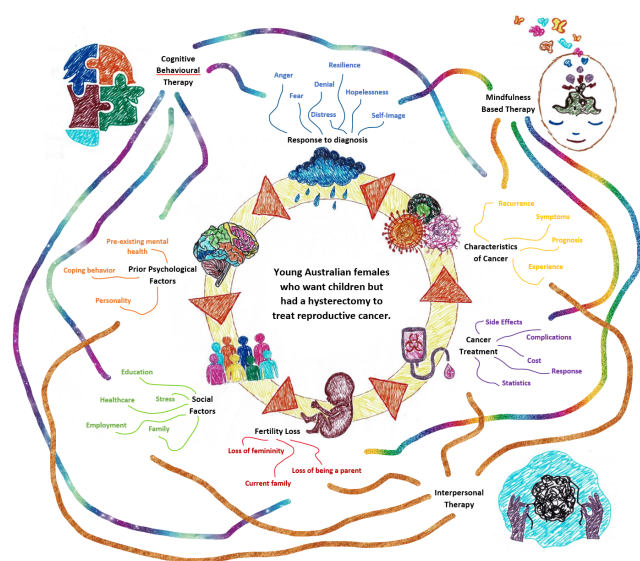 Cognitive
Behavioural
Therapy
Resilience
Anger
Denial
Fear
Hopelessness
Distress
Self-Image
Response to diagnosis
Mindfulness
Based Therapy
Recurrence
Symptoms
Characteristics
of Cancer
Prognosis
Experience
Pre-existing mental
health
Coping behavior
Prior Psychological
Factors
Personality
Young Australian females
who want children but
had a hysterectomy to
treat reproductive cancer.
Side Effects
Cancer
Treatment
Complications
Cost
Response
Statistics
Education
Healthcare
Stress
Social
Factors
Employment
Family
Fertility Loss
Loss of femininity
Loss of being a parent
Current family
Interpersonal
Therapy